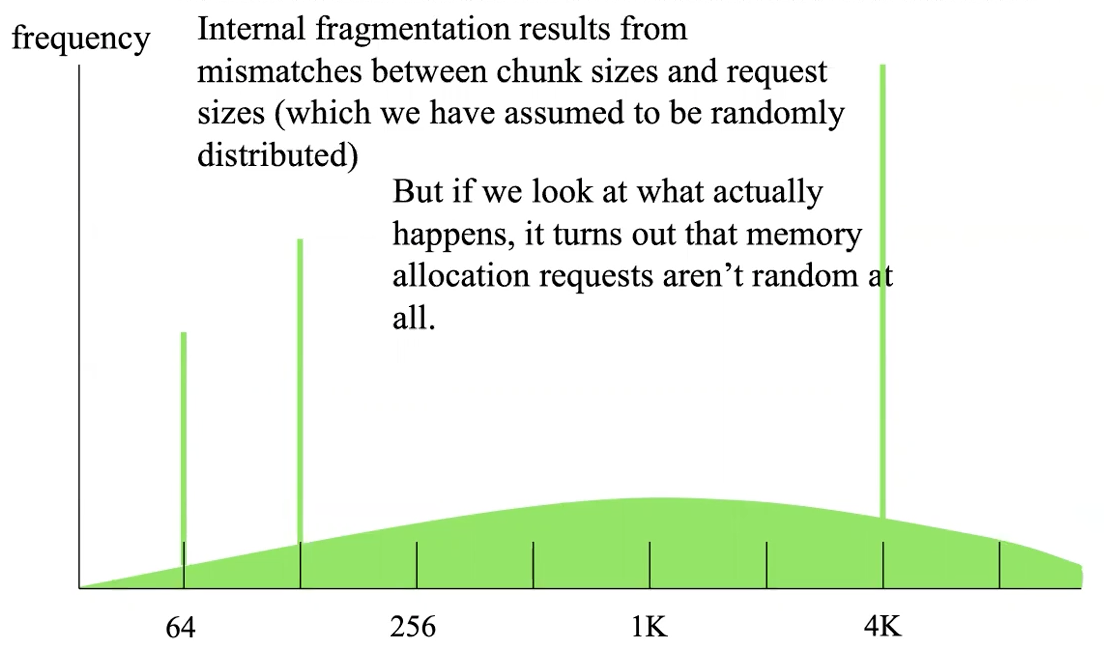 frequency
Internal fragmentation results from
mismatches between chunk sizes and request
sizes (which we have assumed to be randomly
distributed)
But if we look at what actually
happens, it turns out that memory
allocation requests aren’t random at
all.
64
256
1K
4K